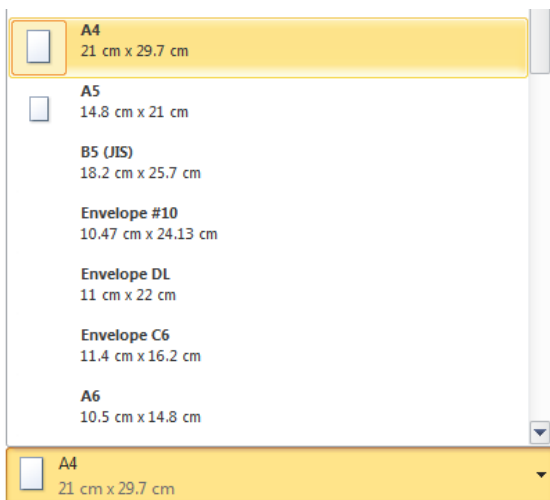 A4
21 cm x 29.7 cm
A5
14.8 cm x 21 cm
B5 (JIS)
18.2 cm x 25.7 cm
Envelope #10
10.47 cm x 24.13 cm
Envelope DL
11 cm x 22 cm
Envelope C6
11.4 cm x 16.2 cm
A6
10.5 cm x 14.8 cm
A4
21 cm x 29.7 cm